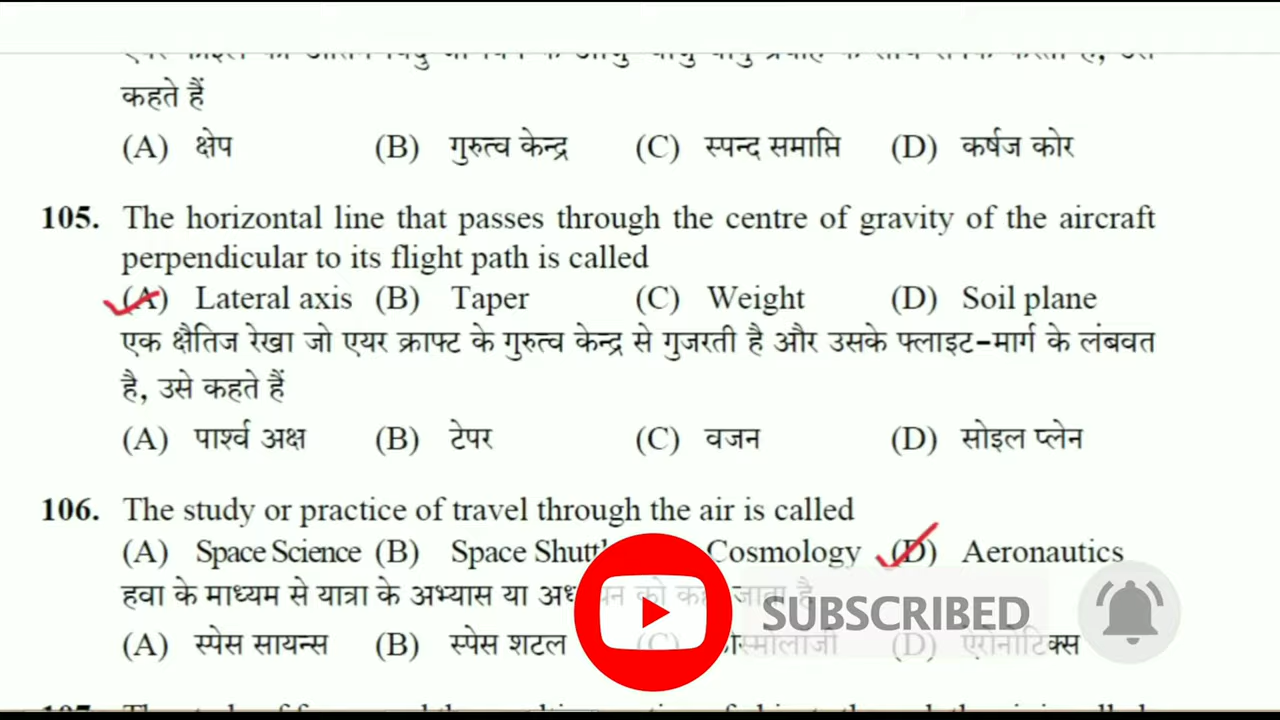 कहते हैं
(A) क्षेप (B) गुरुत्व केन्द्र (C) स्पन्द समाप्ति (D) कर्षज कोर
105. The horizontal line that passes through the centre of gravity of the aircraft
perpendicular to its flight path is called
(A) Lateral axis (B) Taper (C) Weight (D) Soil plane
एक क्षैतिज रेखा जो एयर क्राफ्ट के गुरुत्व केन्द्र से गुजरती है और उसके फ्लाइट-मार्ग के लंबवत
है, उसे कहते हैं
(A) पार्श्व अक्ष (B) टेपर (C) वजन (D) सोइल प्लेन
106. The study or practice of travel through the air is called
(A) Space Science (B) Space Shutt Cosmology (D) Aeronautics
हवा के माध्यम से यात्रा के अभ्यास या को जाता है
SUBSCRIBED
(A) स्पेस सायन्स (B) स्पेस शटल (C) (D) एरोनोटिक्स